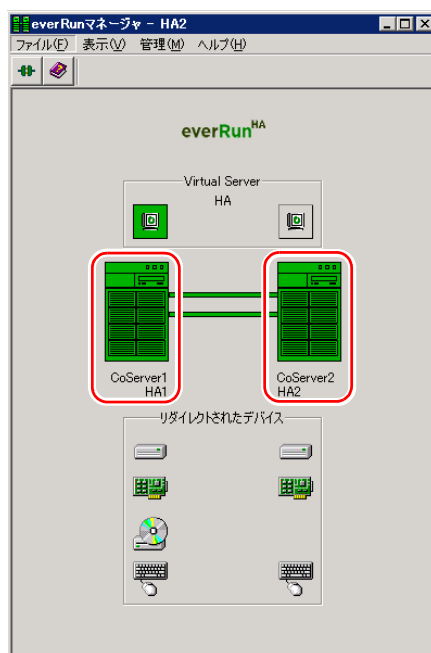 everRunマネージャ - HA2
ファイル(F) 表示(V) 管理(M) ヘルプ(H)
everRun HA
Virtual Server
HA
CoServer1 CoServer2
HA1 HA2
リダイレクトされたデバイス